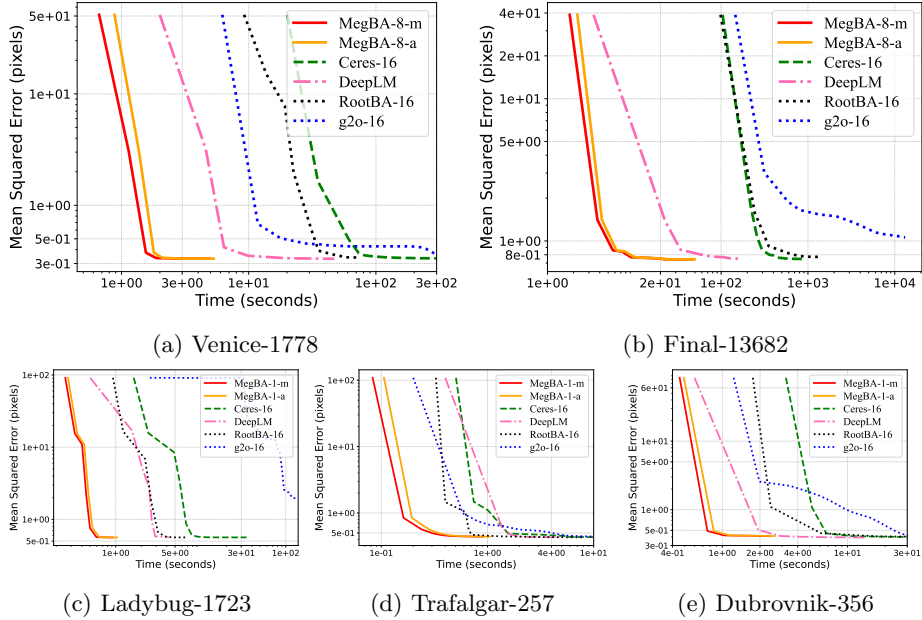 Mean Squared Error (pixels)
5e+01
1e+01
1e+00
5e-01
3e-01
MegBA-8-m
MegBA-8-a
Ceres-16
DeepLM
RootBA-16
g2o-16
1e+00
3e+00
1e+01
1e+02
3e+02
Time (seconds)
(a) Venice-1778
Mean Squared Error (pixels)
4e+01
2e+01
5e+00
1e+00
8e-01
MegBA-8-m
MegBA-8-a
Ceres-16
DeepLM
RootBA-16
g2o-16
1e+00
2e+01
1e+02
1e+03
1e+04
Time (seconds)
(b) Final-13682
Mean Squared Error (pixels)
1e+02
1e+01
1e+00
5e-01
MegBA-1-m
MegBA-1-a
Ceres-16
DeepLM
RootBA-16
g2o-16
1e+00
5e+00
1e+01
1e+02
Time (seconds)
(c) Ladybug-1723
Mean Squared Error (pixels)
1e+02
1e+01
1e+00
4e-01
MegBA-1-m
MegBA-1-a
Ceres-16
DeepLM
RootBA-16
g2o-16
1e-01
1e+00
4e+00
1e+01
Time (seconds)
(d) Trafalgar-257
Mean Squared Error (pixels)
6e+01
1e+01
5e+00
1e+00
5e-01
3e-01
MegBA-1-m
MegBA-1-a
Ceres-16
DeepLM
RootBA-16
g2o-16
4e-01
1e+00
2e+00
4e+00
1e+01
3e+01
Time (seconds)
(e) Dubrovnik-356